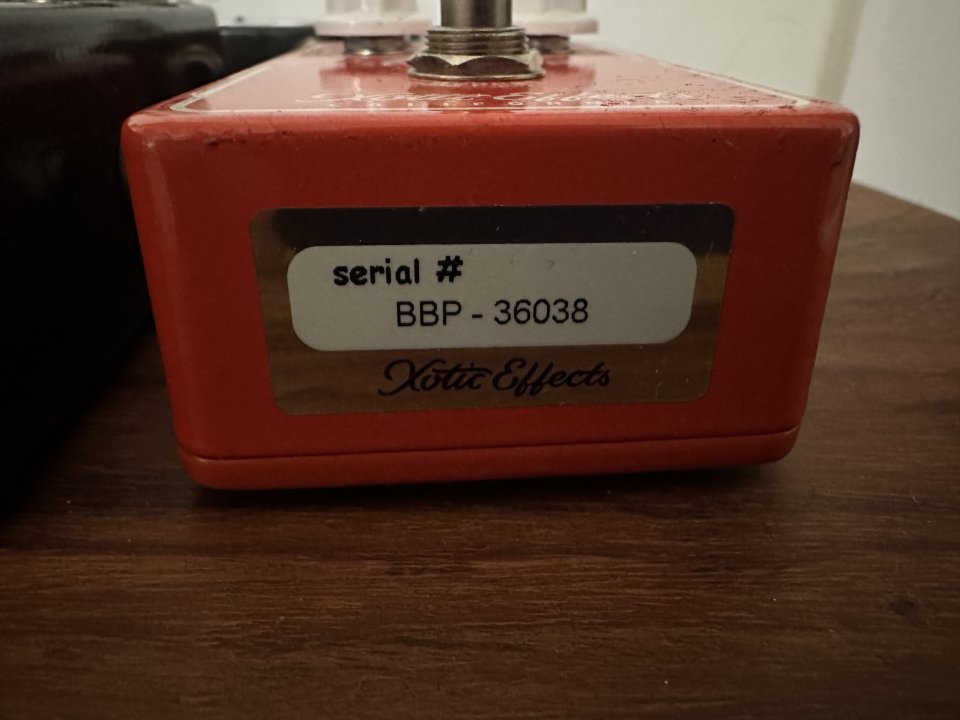 serial #
BBP - 36038
Xotic Effects